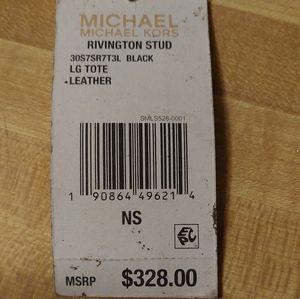 MICHAEL
MICHAEL KORS
RIVINGTON STUD
30S7SR7T3L BLACK
LG TOTE
LEATHER
SMLS528-0001
1 90864 49621 4
NS
EPC
MSRP $328.00